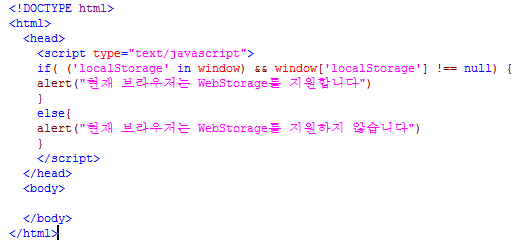 <!DOCTYPE html>
<html>
<head>
<script type="text/javascript">
if( ('localStorage' in window) && window['localStorage'] !== null) {
alert("현재 브라우저는 WebStorage를 지원합니다")
}
else{
alert("현재 브라우저는 WebStorage를 지원하지 않습니다")
}
</script>
</head>
<body>
</body>
</html>